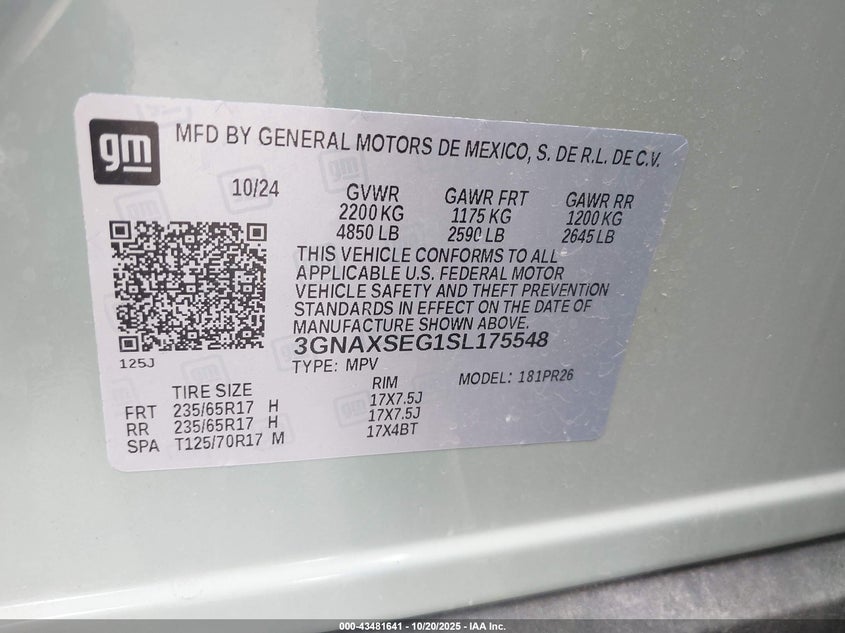 gm
MFD BY GENERAL MOTORS DE MEXICO, S. DE R.L. DE C.V.
10/24 GVWR GAWR FRT GAWR RR
2200 KG 1175 KG 1200 KG
4850 LB 2590 LB 2645 LB
THIS VEHICLE CONFORMS TO ALL
APPLICABLE U.S. FEDERAL MOTOR
VEHICLE SAFETY AND THEFT PREVENTION
STANDARDS IN EFFECT ON THE DATE OF
MANUFACTURE SHOWN ABOVE.
3GNAXSEG1SL175548
125J
TYPE: MPV MODEL: 181PR26
TIRE SIZE RIM
FRT 235/65R17 H 17X7.5J
RR 235/65R17 H 17X7.5J
SPA T125/70R17 M 17X4BT
000-43481641 - 10/20/2025 - IAA Inc.